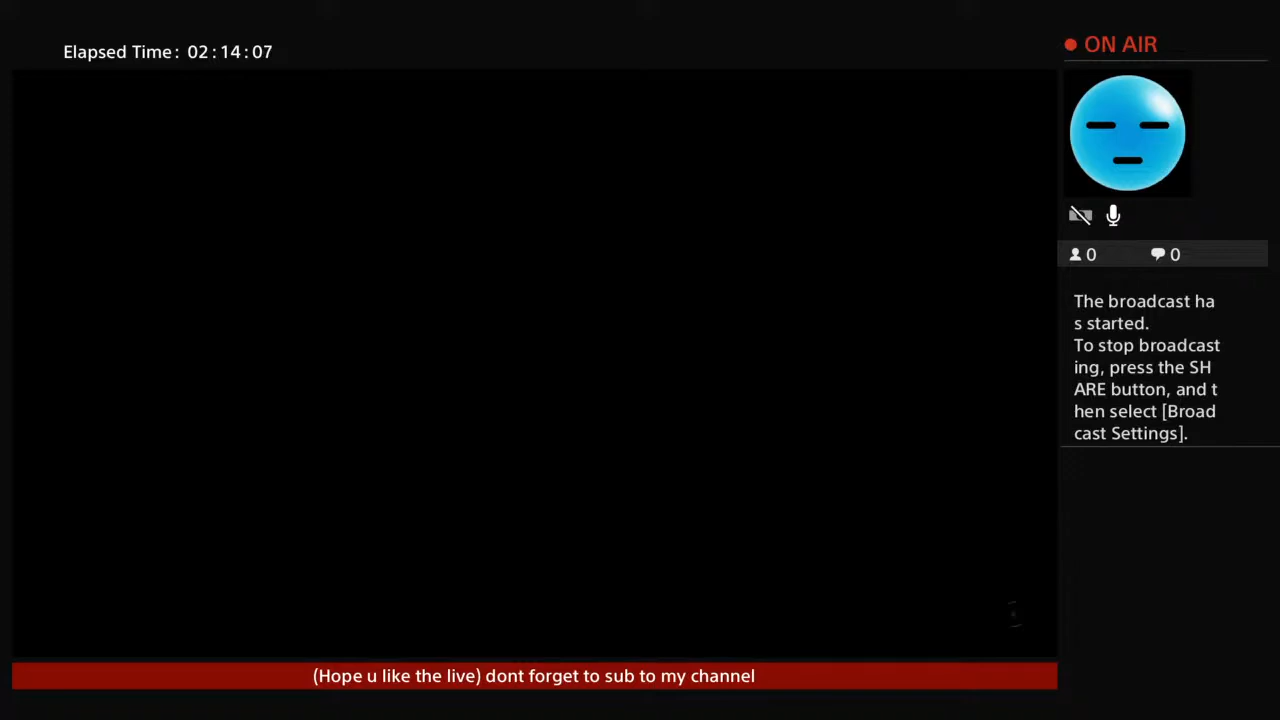 Elapsed Time: 02:14:07
ON AIR
0 0
The broadcast ha
s started.
To stop broadcast
ing, press the SH
ARE button, and t
hen select [Broad
cast Settings].
(Hope u like the live) dont forget to sub to my channel